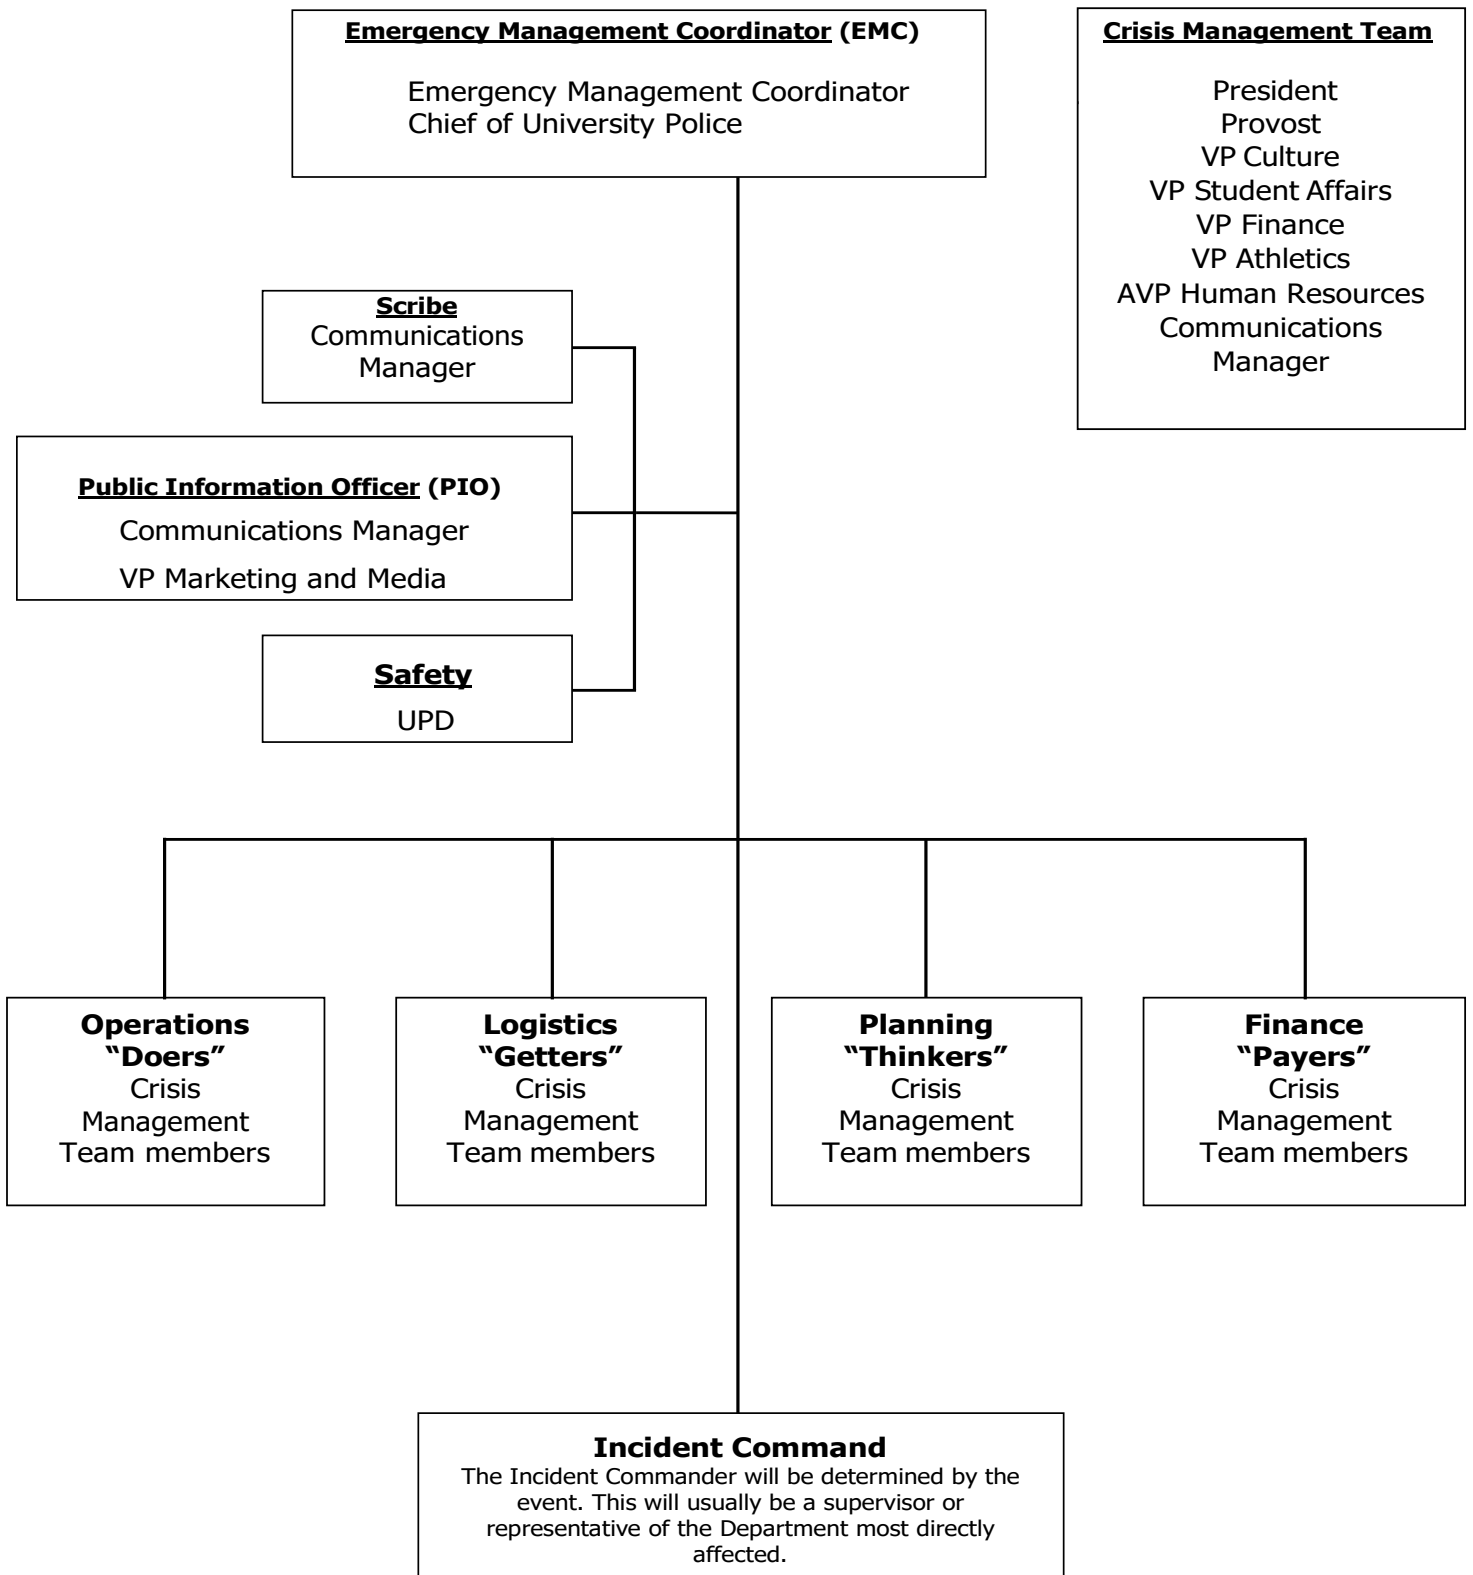 Emergency Management Coordinator (EMC)
Emergency Management Coordinator
Chief of University Police
Crisis Management Team
President
Provost
VP Culture
VP Student Affairs
VP Finance
VP Athletics
AVP Human Resources
Communications
Manager
Scribe
Communications
Manager
Public Information Officer (PIO)
Communications Manager
VP Marketing and Media
Safety
UPD
Operations
“Doers”
Crisis
Management
Team members
Logistics
“Getters”
Crisis
Management
Team members
Planning
“Thinkers”
Crisis
Management
Team members
Finance
“Payers”
Crisis
Management
Team members
Incident Command
The Incident Commander will be determined by the
event. This will usually be a supervisor or
representative of the Department most directly
affected.